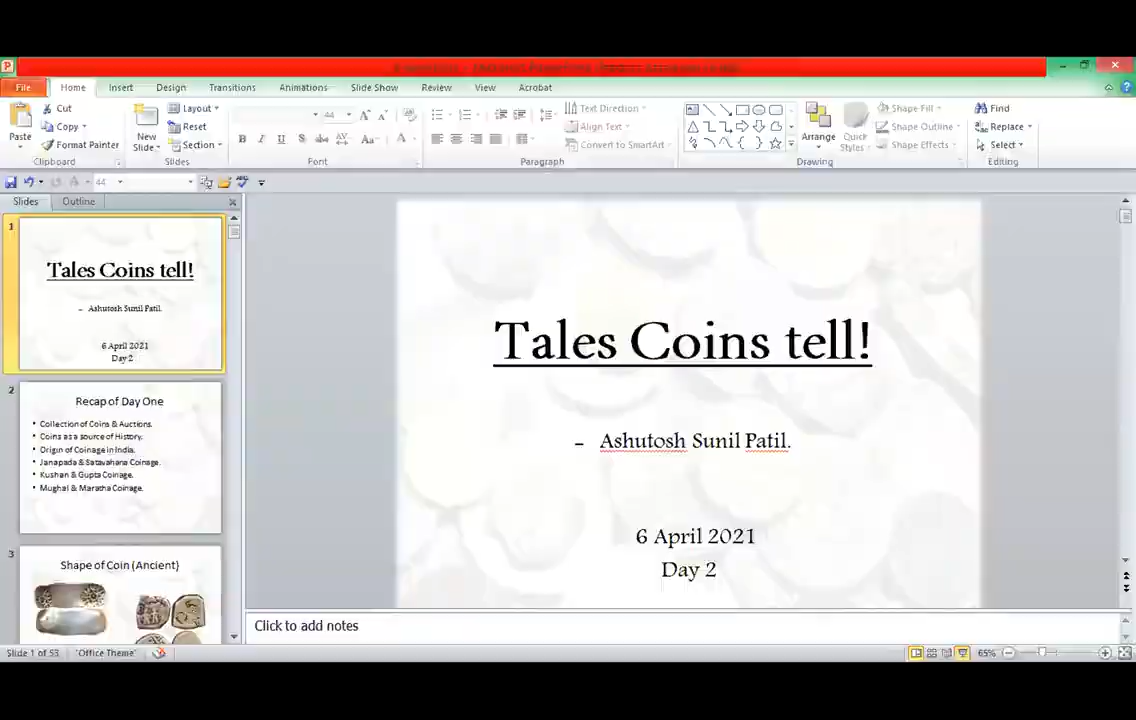 File Home Insert Design Transitions Animations Slide Show Review View Acrobat
Paste
Cut
Copy
Format Painter
Clipboard
New Slide
Layout
Reset
Section
Slides
44
Font
Text Direction
Align Text
Convert to SmartArt
Paragraph
Arrange
Quick Styles
Shape Fill
Shape Outline
Shape Effects
Drawing
Find
Replace
Select
Editing
44
Slides Outline
1
Tales Coins tell!
- Ashutosh Sunil Patil.
6 April 2021
Day 2
2
Recap of Day One
• Collection of Coins & Auctions.
• Coins as a source of History.
• Origin of Coinage in India.
• Janapada & Satavahana Coinage.
• Kushan & Gupta Coinage.
• Mughal & Maratha Coinage.
3
Shape of Coin (Ancient)
Tales Coins tell!
- Ashutosh Sunil Patil.
6 April 2021
Day 2
Click to add notes
Slide 1 of 53 "Office Theme" 65%